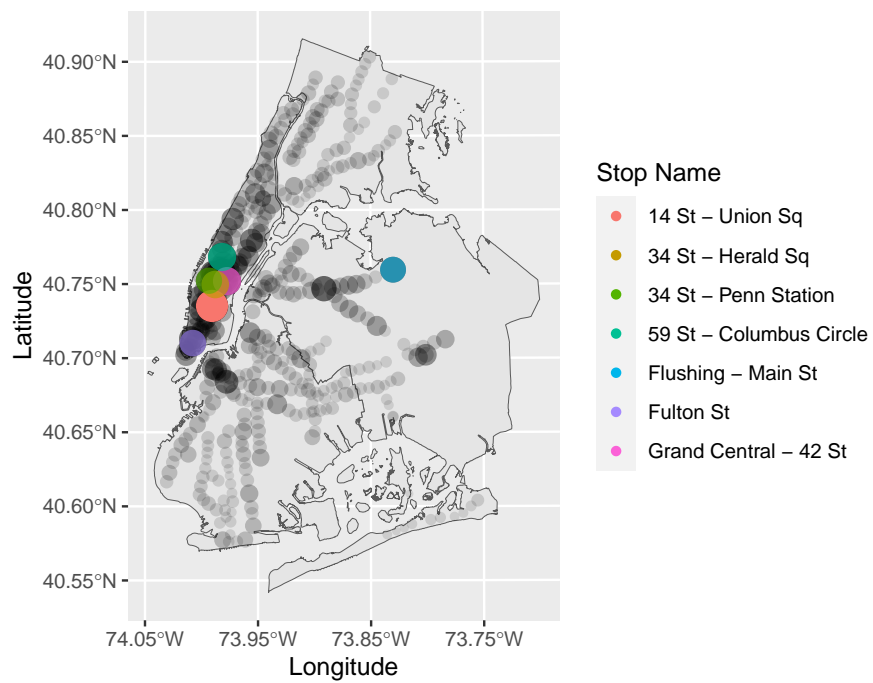 40.90°N
40.85°N
40.80°N
40.75°N
40.70°N
40.65°N
40.60°N
40.55°N
Latitude
74.05°W 73.95°W 73.85°W 73.75°W
Longitude
Stop Name
14 St − Union Sq
34 St − Herald Sq
34 St − Penn Station
59 St − Columbus Circle
Flushing − Main St
Fulton St
Grand Central − 42 St